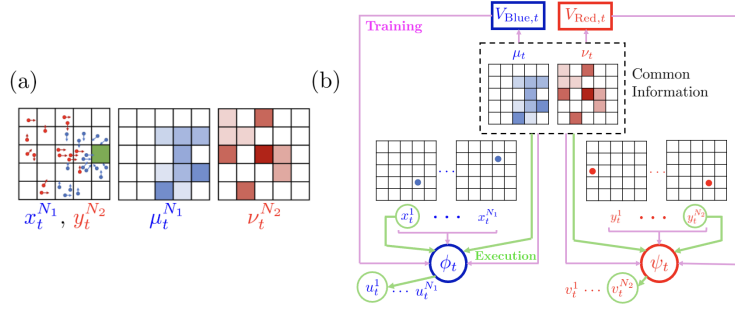 (a)
x_t^{N_1}, y_t^{N_2}
μ_t^{N_1}
ν_t^{N_2}
(b)
V_{Blue,t}
V_{Red,t}
Training
μ_t
ν_t
Common
Information
x_t^1 · · · x_t^{N_1}
y_t^1 · · · y_t^{N_2}
Execution
φ_t
ψ_t
u_t^1 ··· u_t^{N_1}
v_t^1 ··· v_t^{N_2}